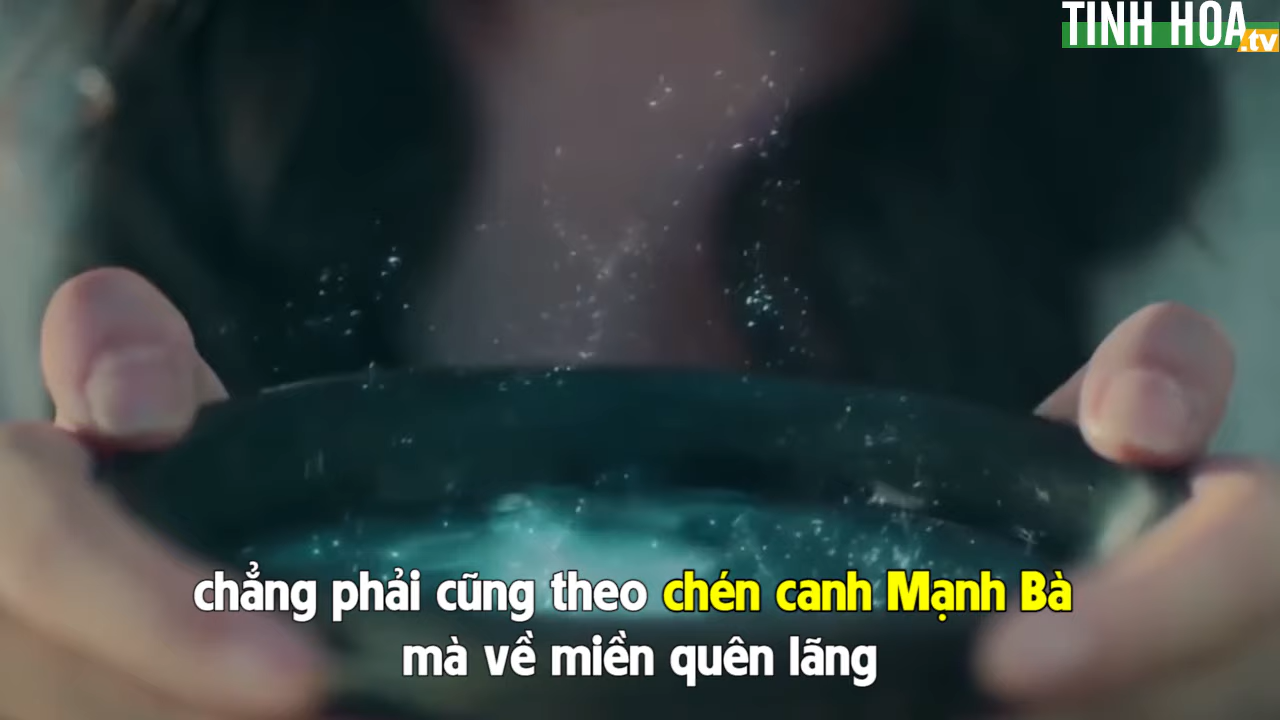 TINH HOA
.tv
chẳng phải cũng theo chén canh Mạnh Bà
mà về miền quên lãng